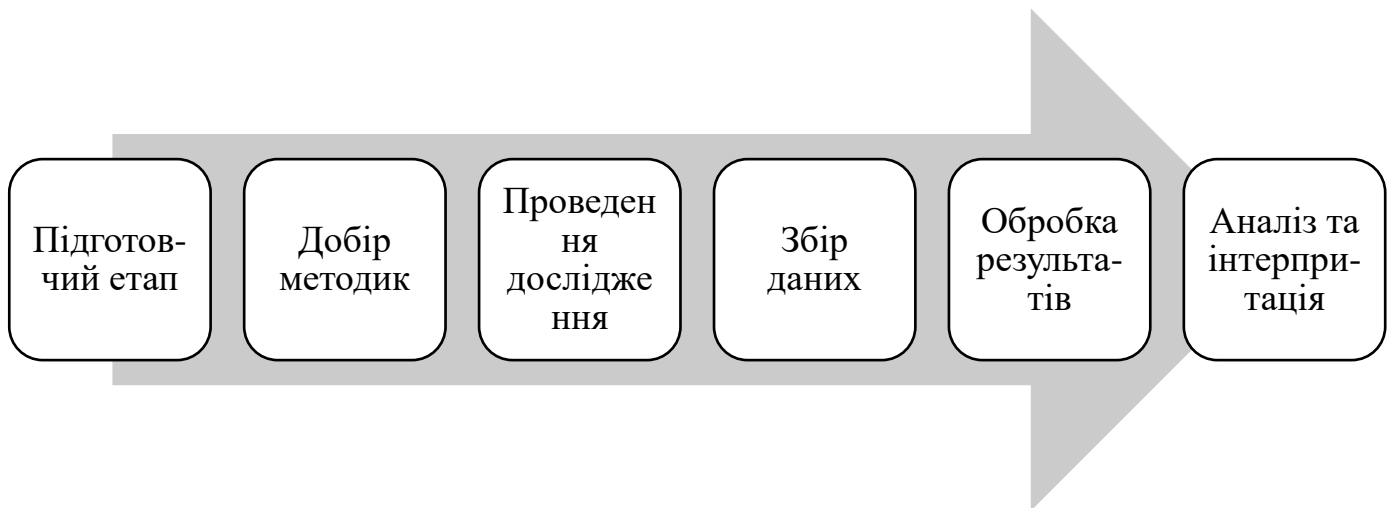 Підготов-
чий етап
Добір
методик
Проведен
ня
дослідже
ння
Збір
даних
Обробка
результа-
тів
Аналіз та
інтерпри-
тація